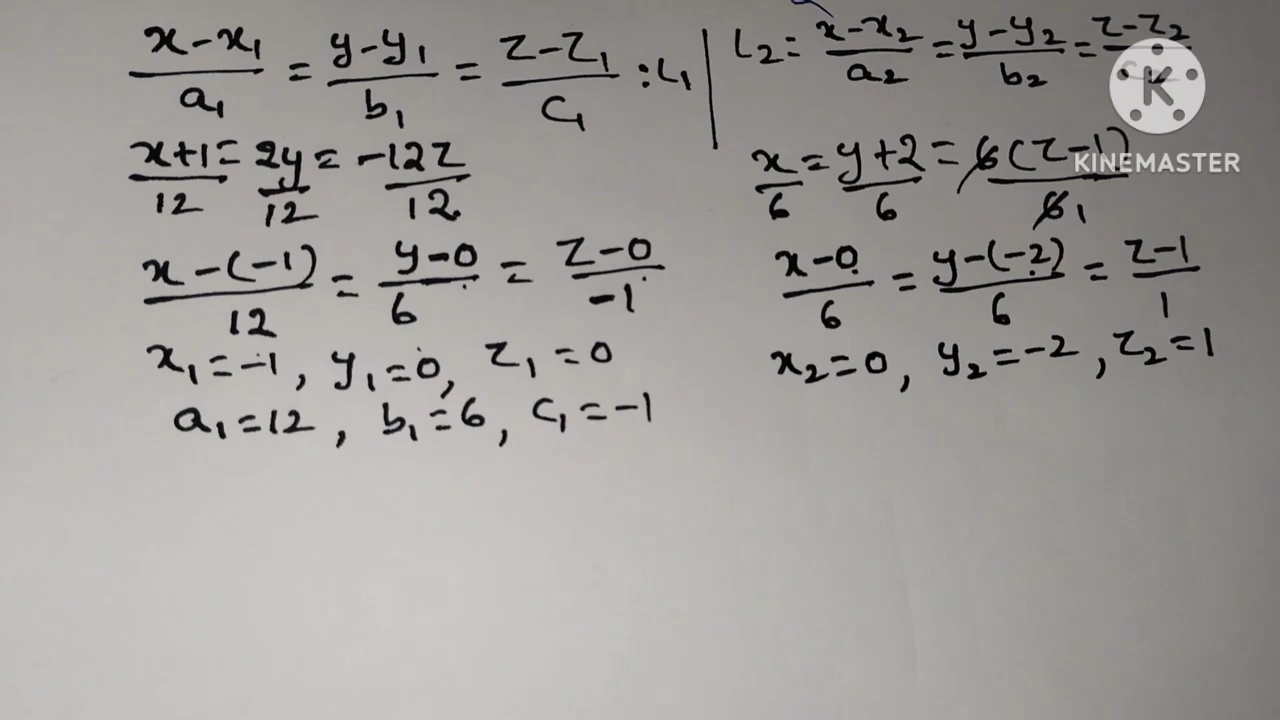 (x-x₁)/a₁ = (y-y₁)/b₁ = (z-z₁)/c₁ : L₁
(x+1)/12 = 2y/12 = -12z/12
(x-(-1))/12 = (y-0)/6 = (z-0)/-1
x₁=-1, y₁=0, z₁=0
a₁=12, b₁=6, c₁=-1
L₂= (x-x₂)/a₂ = (y-y₂)/b₂ = (z-z₂)/
K
KINEMASTER
x/6 = (y+2)/6 = 6(z-1)/6 1
(x-0)/6 = (y-(-2))/6 = (z-1)/1
x₂=0, y₂=-2, z₂=1